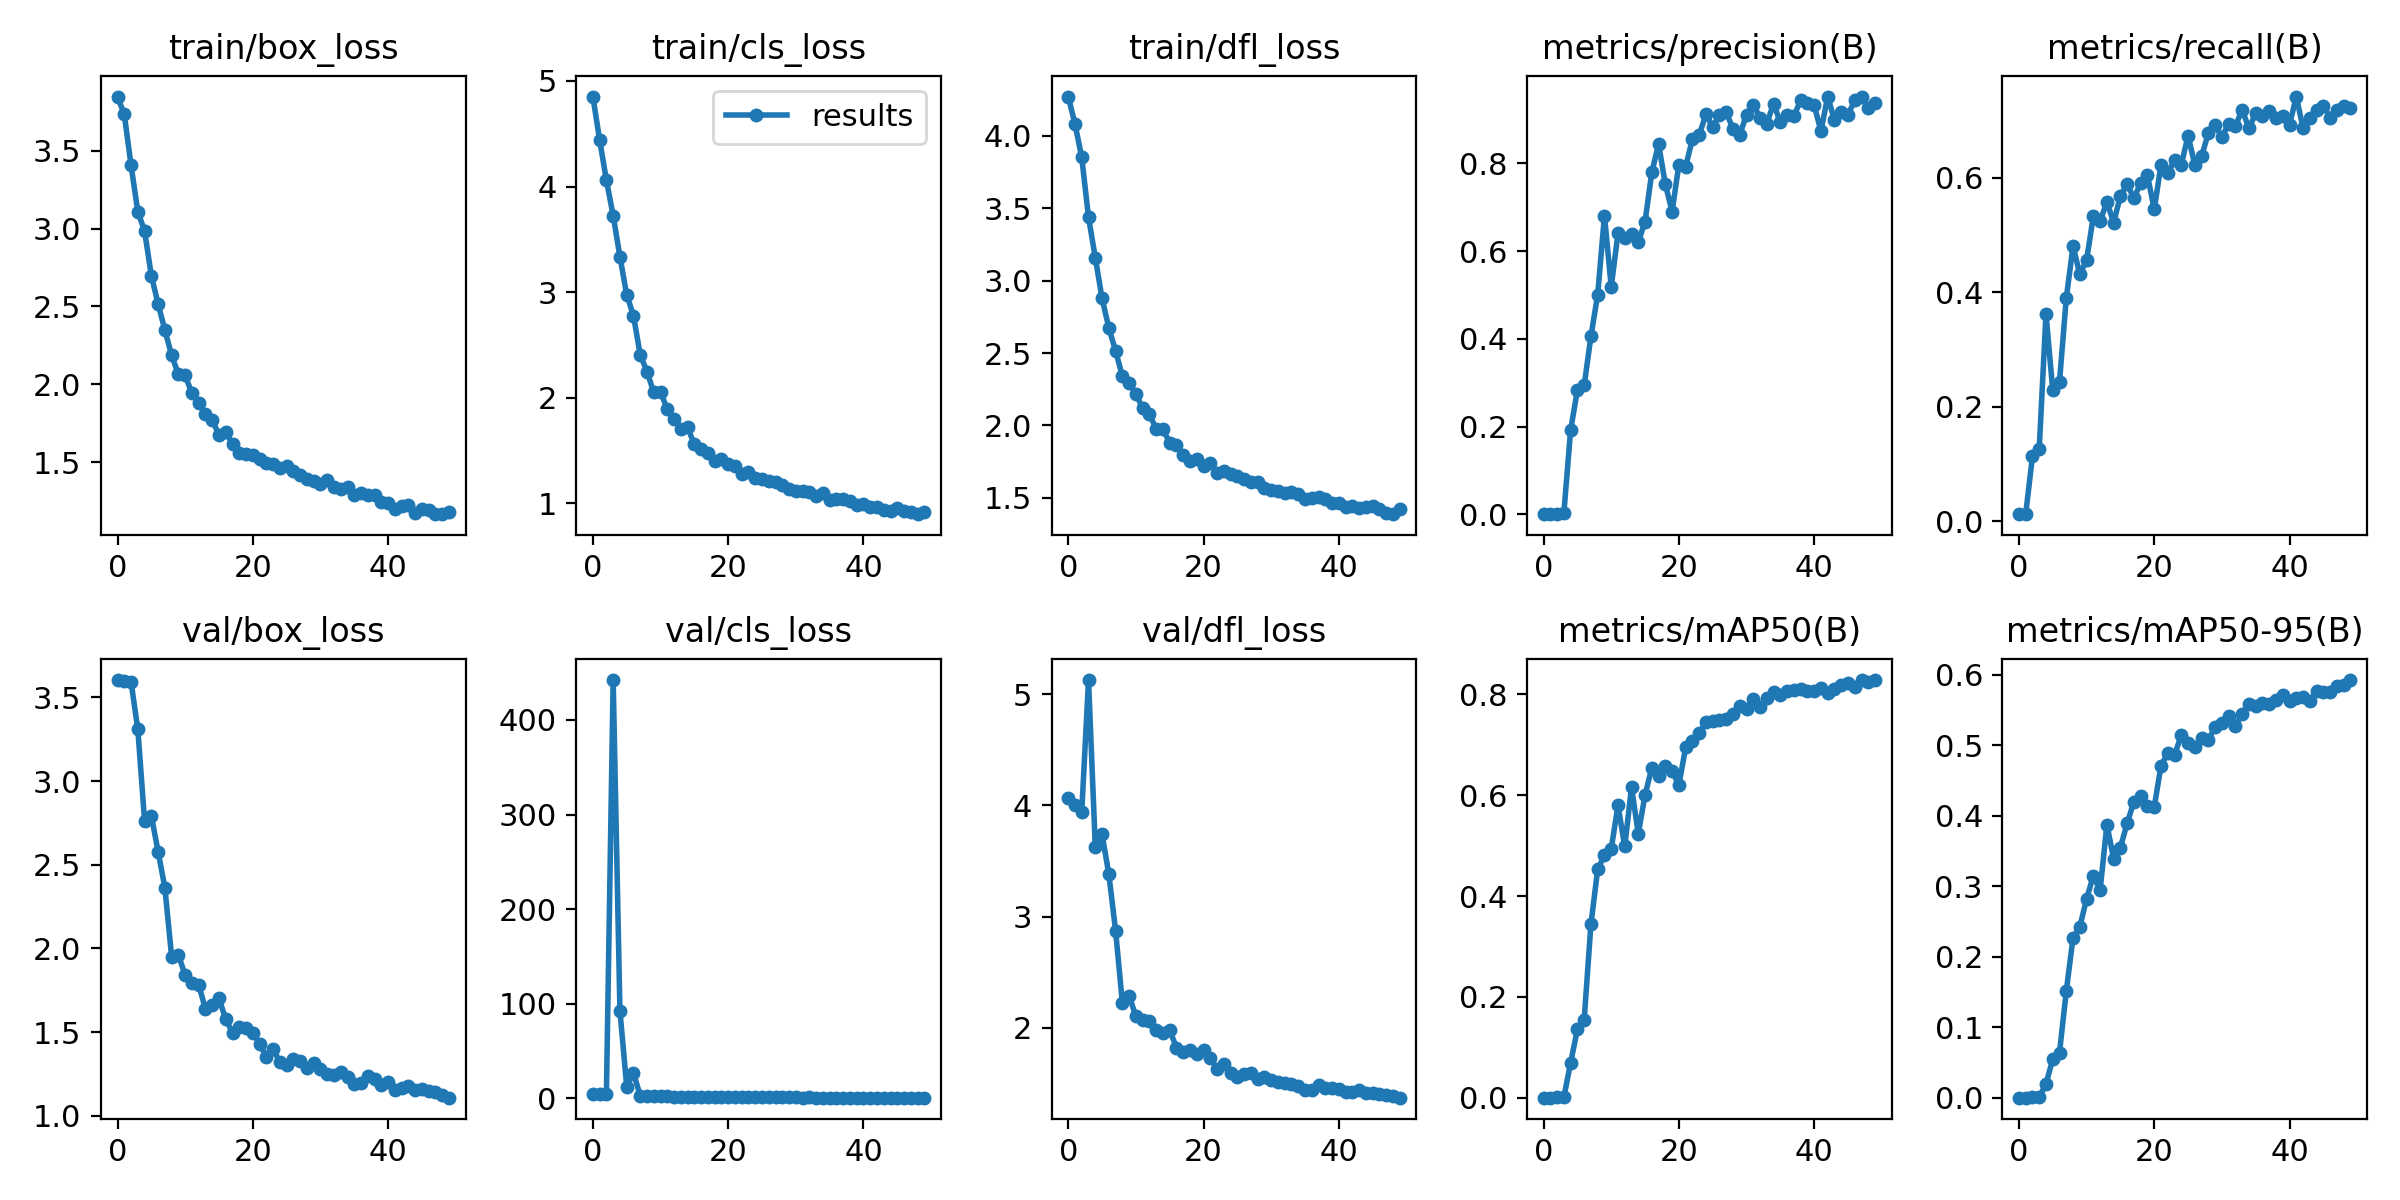 train/box_loss
train/cls_loss
train/dfl_loss
metrics/precision(B)
metrics/recall(B)
3.5
3.0
2.5
2.0
1.5
0 20 40
5
4
3
2
1
results
0 20 40
4.0
3.5
3.0
2.5
2.0
1.5
0 20 40
0.8
0.6
0.4
0.2
0.0
0 20 40
0.6
0.4
0.2
0.0
0 20 40
val/box_loss
val/cls_loss
val/dfl_loss
metrics/mAP50(B)
metrics/mAP50-95(B)
3.5
3.0
2.5
2.0
1.5
1.0
0 20 40
400
300
200
100
0
0 20 40
5
4
3
2
0 20 40
0.8
0.6
0.4
0.2
0.0
0 20 40
0.6
0.5
0.4
0.3
0.2
0.1
0.0
0 20 40